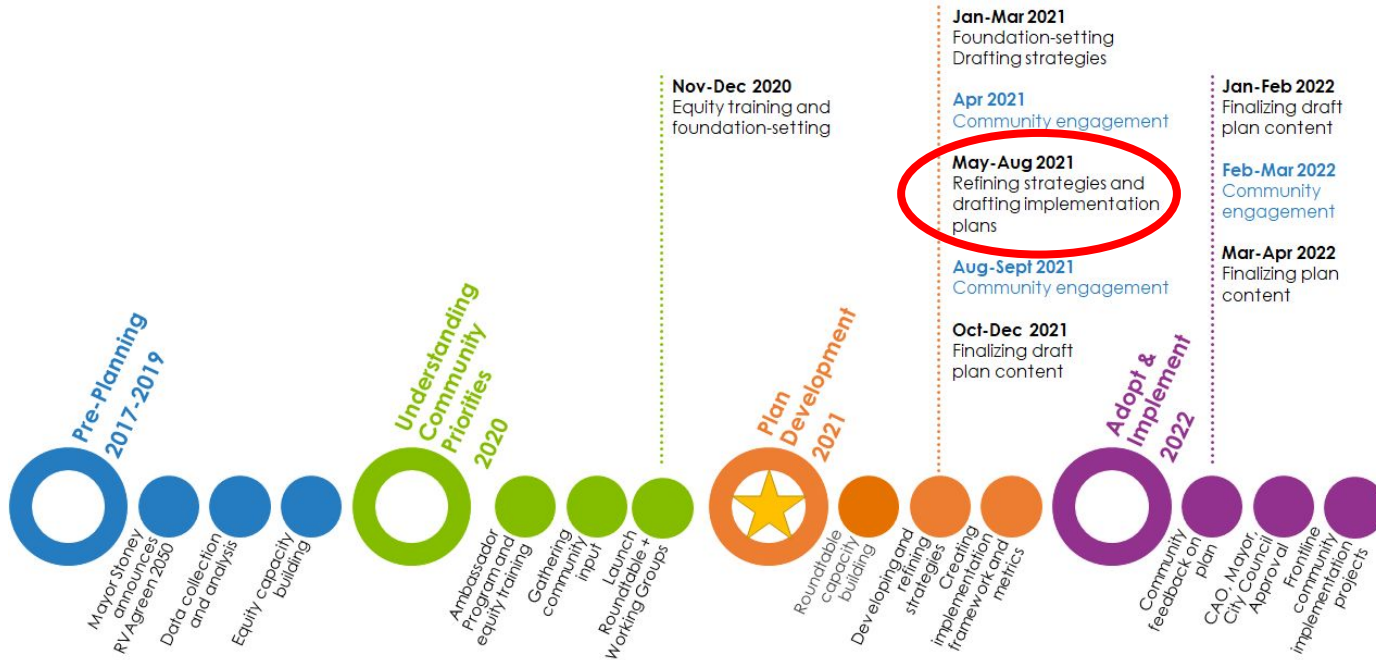 Pre-Planning
2017-2019
Mayor Stoney
announces
RVAgreen 2050
Data collection
and analysis
Equity capacity
building
Understanding
Community
Priorities
2020
Ambassador
Program and
equity training
Gathering
community
input
Launch
Roundtable +
Working Groups
Nov-Dec 2020
Equity training and
foundation-setting
Plan
Development
2021
Roundtable
capacity
building
Developing and
refining
strategies
Creating
implementation
framework and
metrics
Jan-Mar 2021
Foundation-setting
Drafting strategies
Apr 2021
Community engagement
May-Aug 2021
Refining strategies and
drafting implementation
plans
Aug-Sept 2021
Community engagement
Oct-Dec 2021
Finalizing draft
plan content
Adopt &
Implement
2022
Community
feedback on
plan
CAO, Mayor,
City Council
Approval
Frontline
community
implementation
projects
Jan-Feb 2022
Finalizing draft
plan content
Feb-Mar 2022
Community
engagement
Mar-Apr 2022
Finalizing plan
content